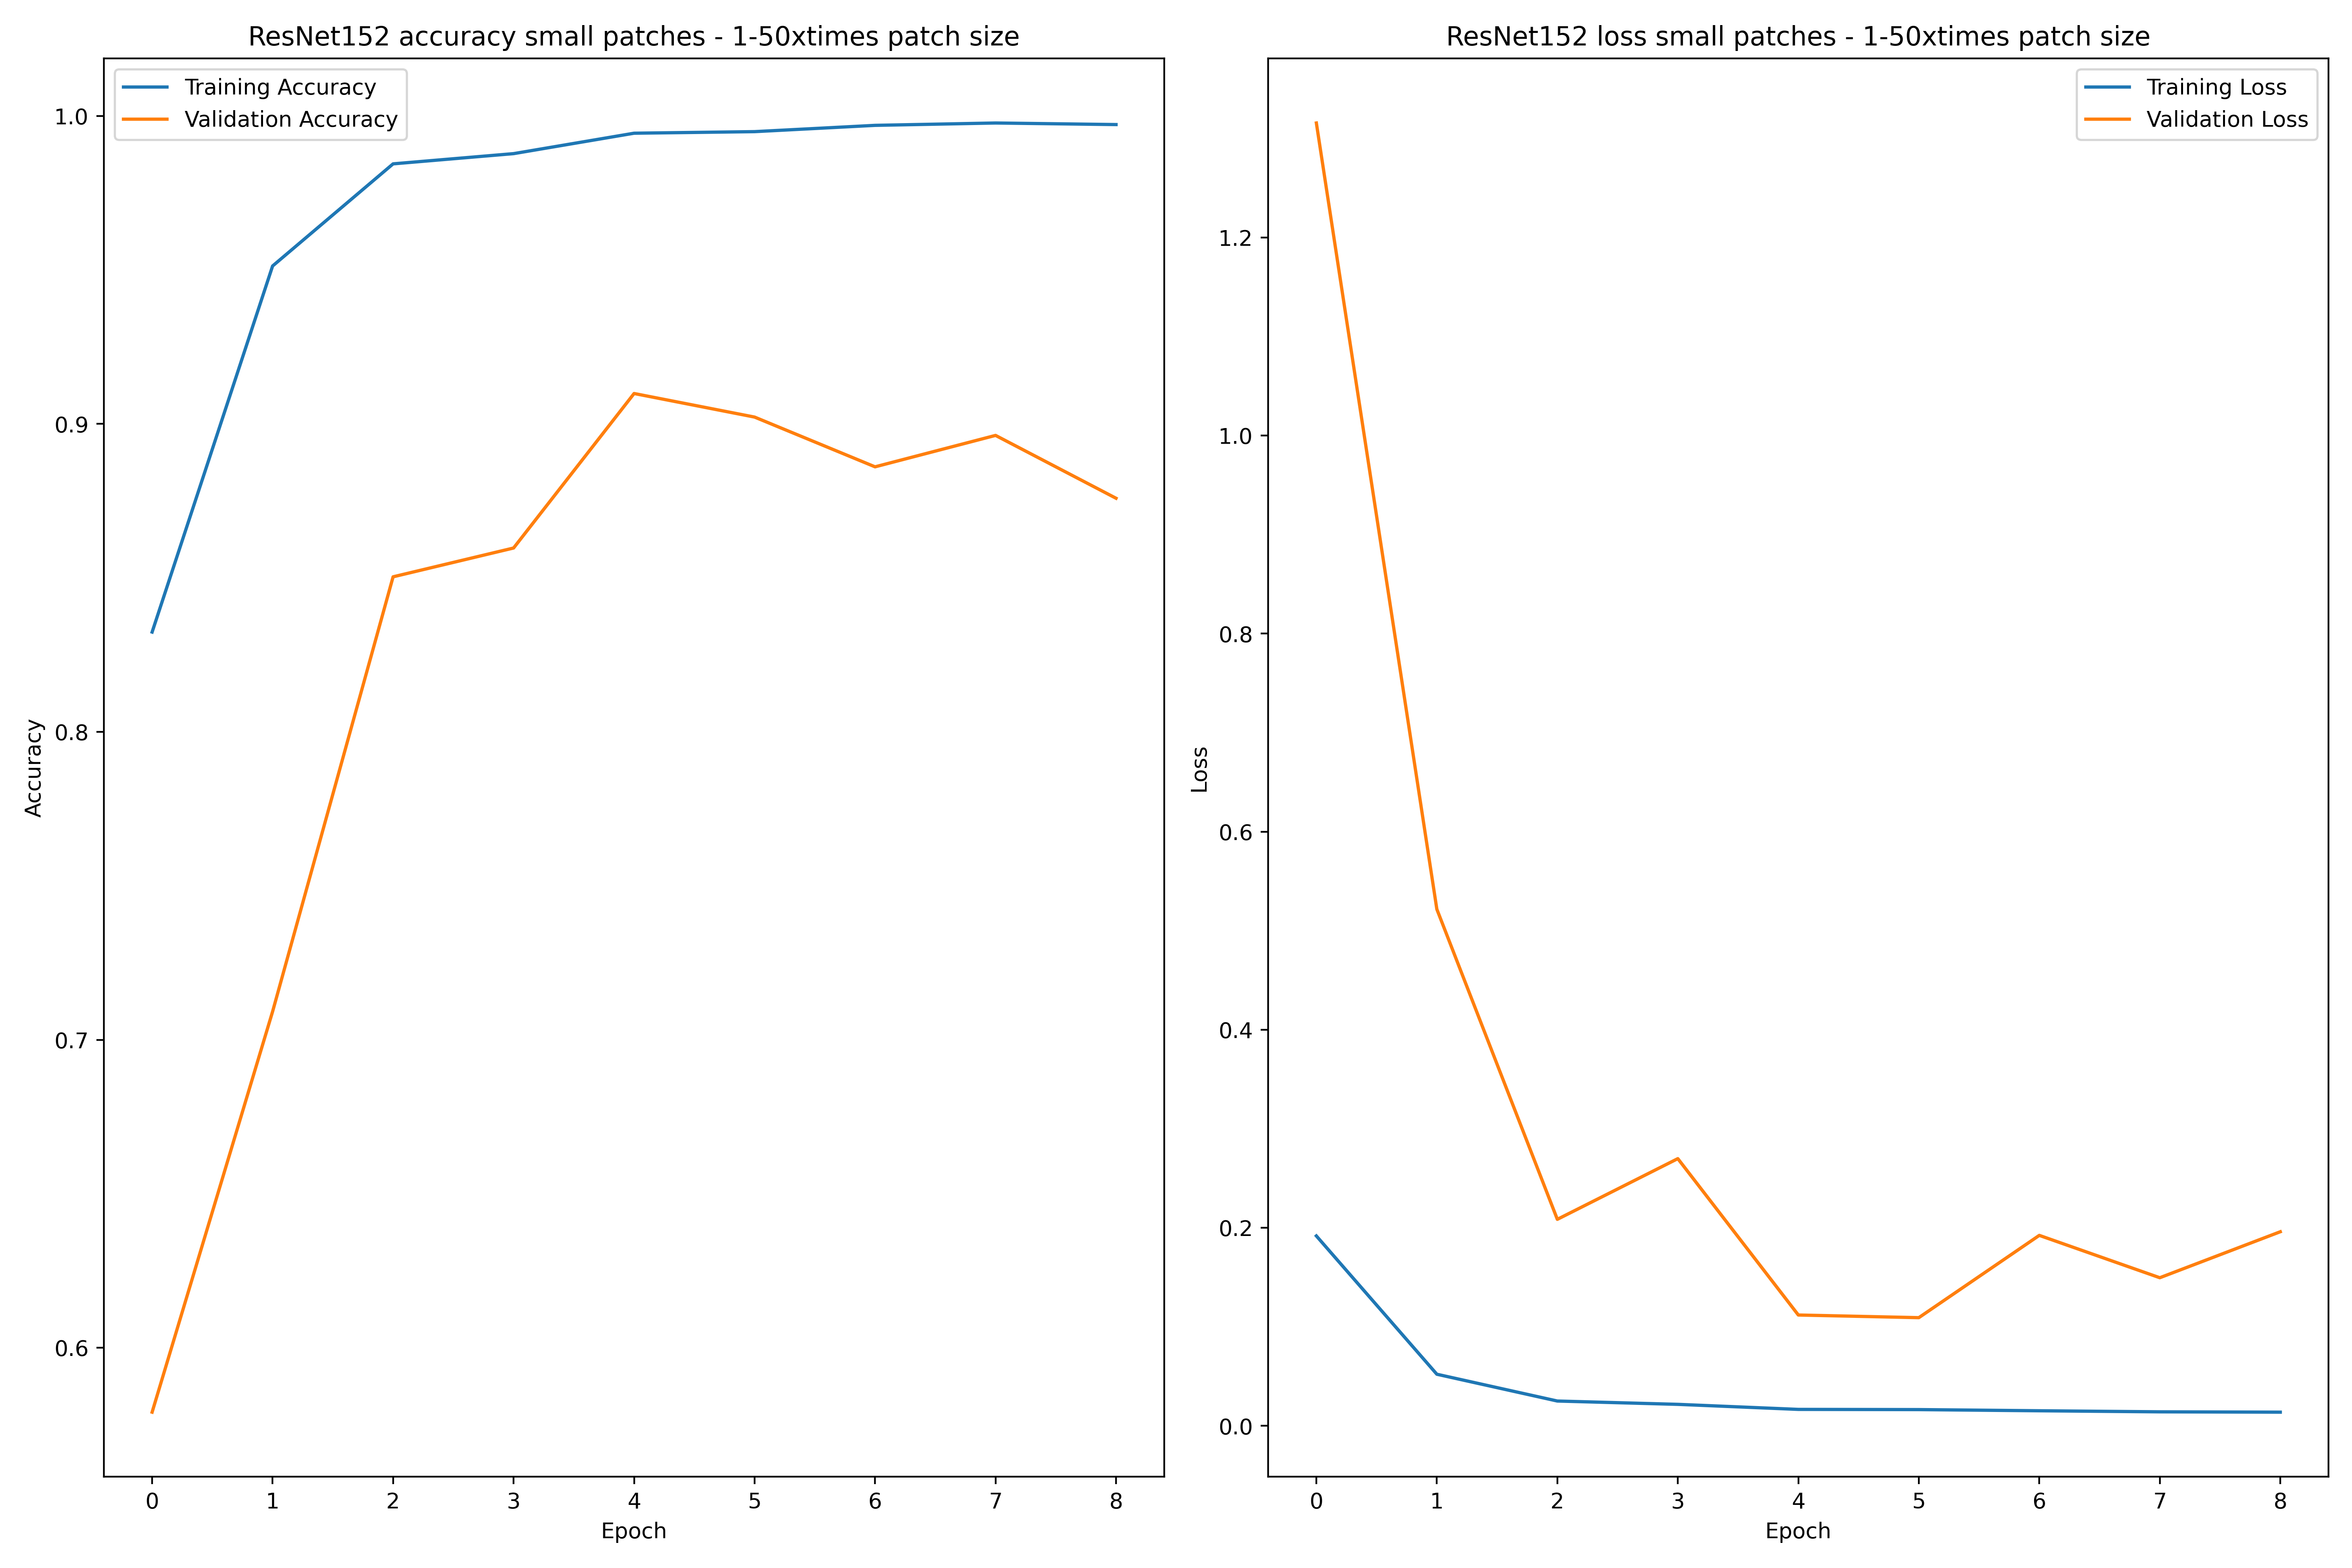 ResNet152 accuracy small patches - 1-50xtimes patch size
Training Accuracy
Validation Accuracy
1.0
0.9
0.8
0.7
0.6
Accuracy
0 1 2 3 4 5 6 7 8
Epoch
ResNet152 loss small patches - 1-50xtimes patch size
Training Loss
Validation Loss
1.2
1.0
0.8
0.6
0.4
0.2
0.0
Loss
0 1 2 3 4 5 6 7 8
Epoch